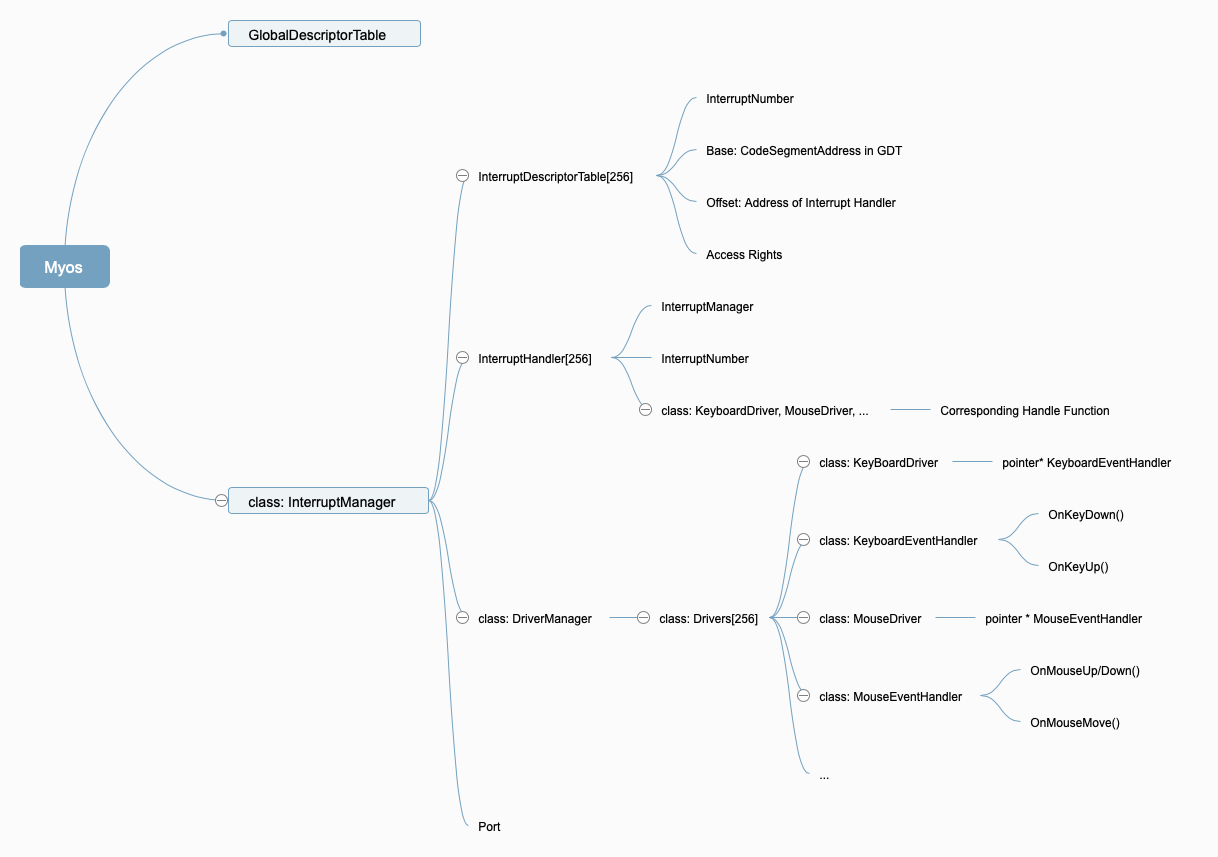 GlobalDescriptorTable
InterruptNumber
Base: CodeSegmentAddress in GDT
InterruptDescriptorTable[256]
Offset: Address of Interrupt Handler
Access Rights
Myos
InterruptManager
InterruptHandler[256]
InterruptNumber
class: KeyboardDriver, MouseDriver, ...
Corresponding Handle Function
class: KeyBoardDriver
pointer* KeyboardEventHandler
class: InterruptManager
OnKeyDown()
class: KeyboardEventHandler
OnKeyUp()
class: DriverManager
class: Drivers[256]
class: MouseDriver
pointer * MouseEventHandler
OnMouseUp/Down()
class: MouseEventHandler
OnMouseMove()
...
Port